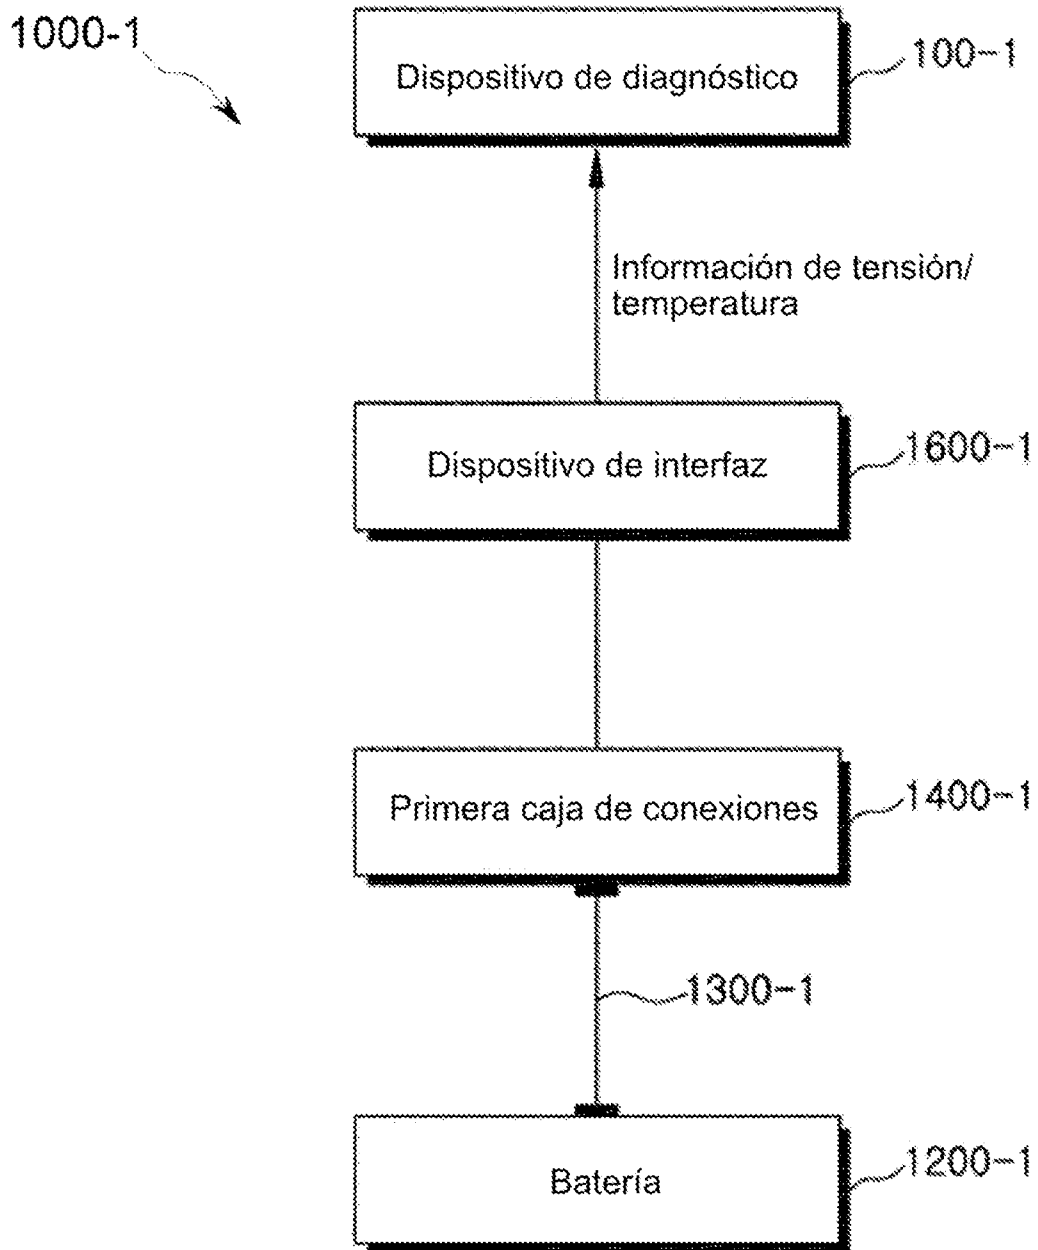 1000-1
100-1
Dispositivo de diagnóstico
Información de tensión/
temperatura
1600-1
Dispositivo de interfaz
1400-1
Primera caja de conexiones
1300-1
1200-1
Batería